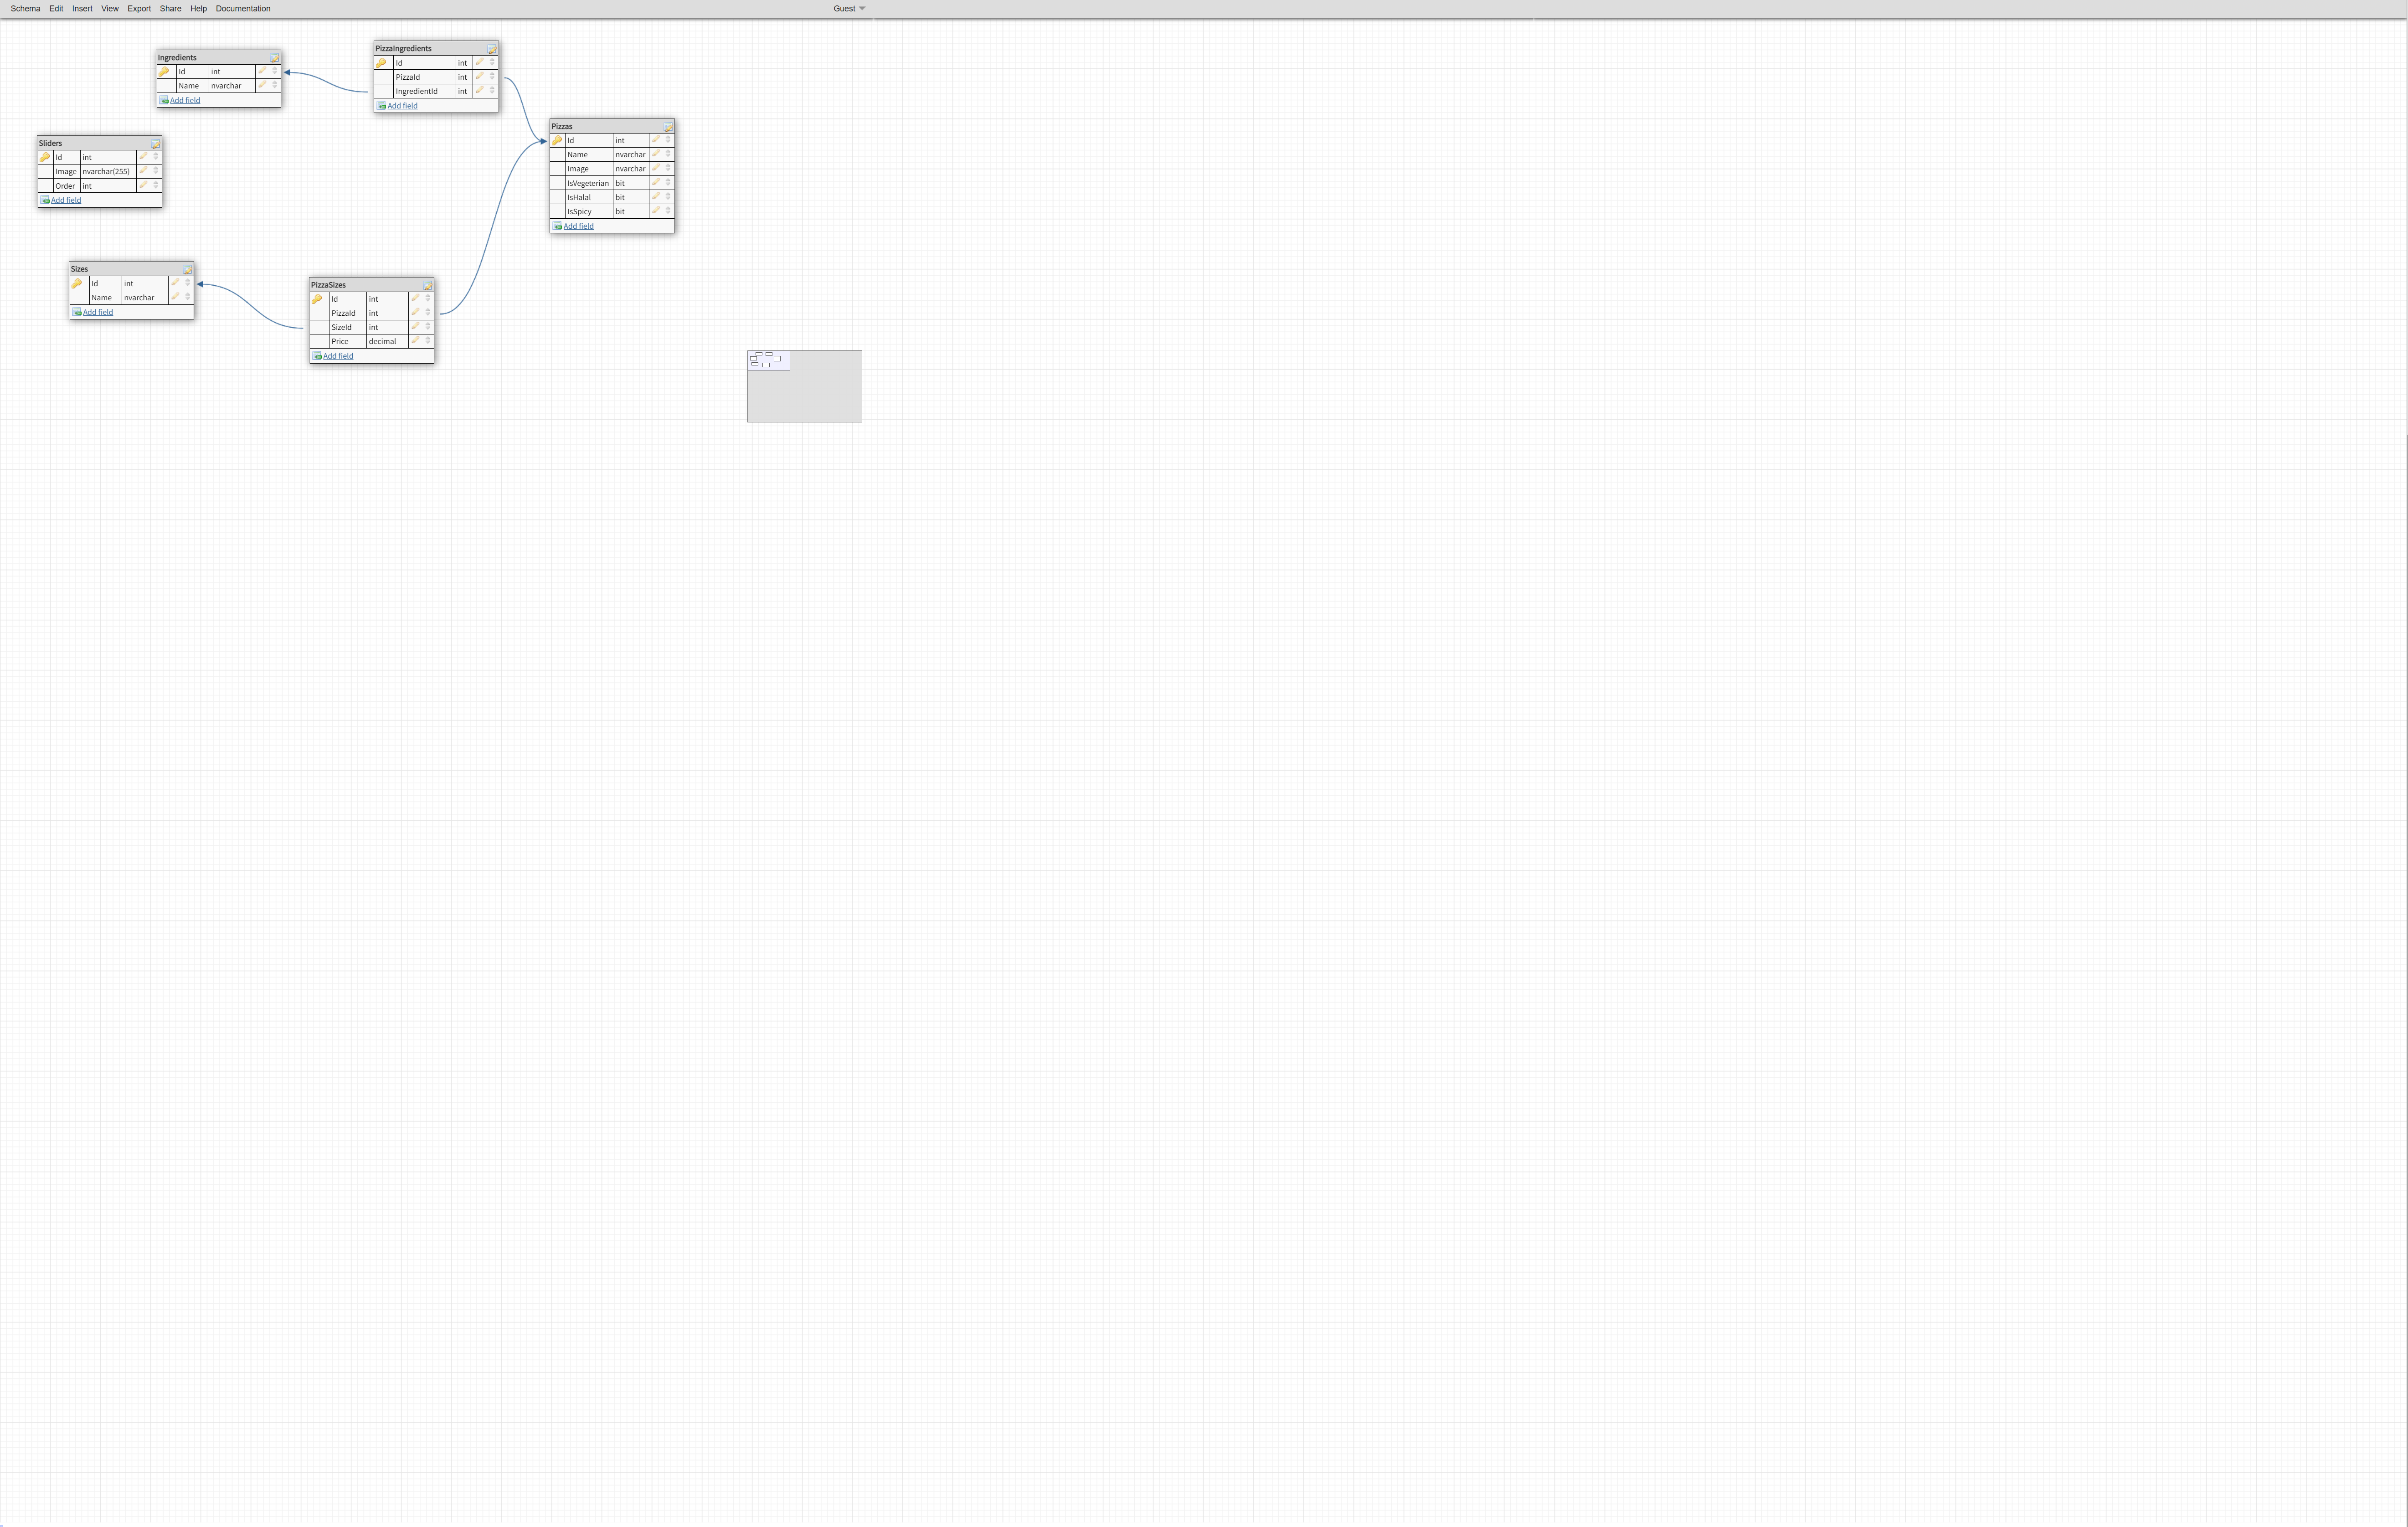 Schema Edit Insert View Export Share Help Documentation Guest
Ingredients
Id int
Name nvarchar
Add field
PizzaIngredients
Id int
PizzaId int
IngredientId int
Add field
Pizzas
Id int
Name nvarchar
Image nvarchar
IsVegeterian bit
IsHalal bit
IsSpicy bit
Add field
Sliders
Id int
Image nvarchar(255)
Order int
Add field
Sizes
Id int
Name nvarchar
Add field
PizzaSizes
Id int
PizzaId int
SizeId int
Price decimal
Add field